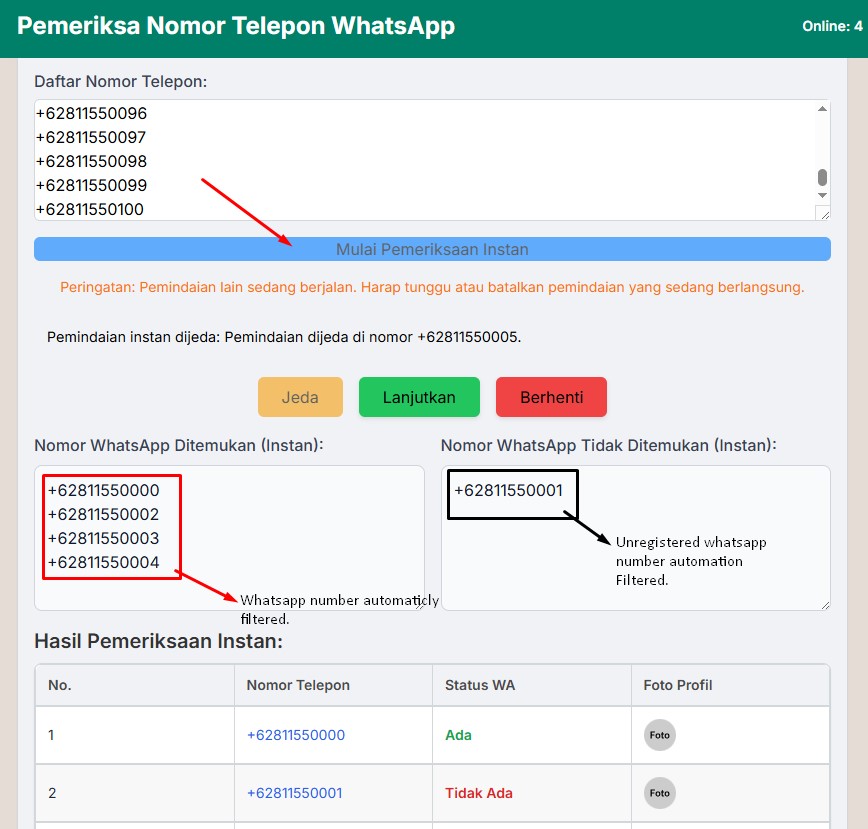 Pemeriksa Nomor Telepon WhatsApp
Online: 4
Daftar Nomor Telepon:
+62811550096
+62811550097
+62811550098
+62811550099
+62811550100
Mulai Pemeriksaan Instan
Peringatan: Pemindaian lain sedang berjalan. Harap tunggu atau batalkan pemindaian yang sedang berlangsung.
Pemindaian instan dijeda: Pemindaian dijeda di nomor +62811550005.
Jeda
Lanjutkan
Berhenti
Nomor WhatsApp Ditemukan (Instan):
+62811550000
+62811550002
+62811550003
+62811550004
Whatsapp number automaticly
filtered.
Nomor WhatsApp Tidak Ditemukan (Instan):
+62811550001
Unregistered whatsapp
number automation
Filtered.
Hasil Pemeriksaan Instan:
No.
Nomor Telepon
Status WA
Foto Profil
1
+62811550000
Ada
Foto
2
+62811550001
Tidak Ada
Foto